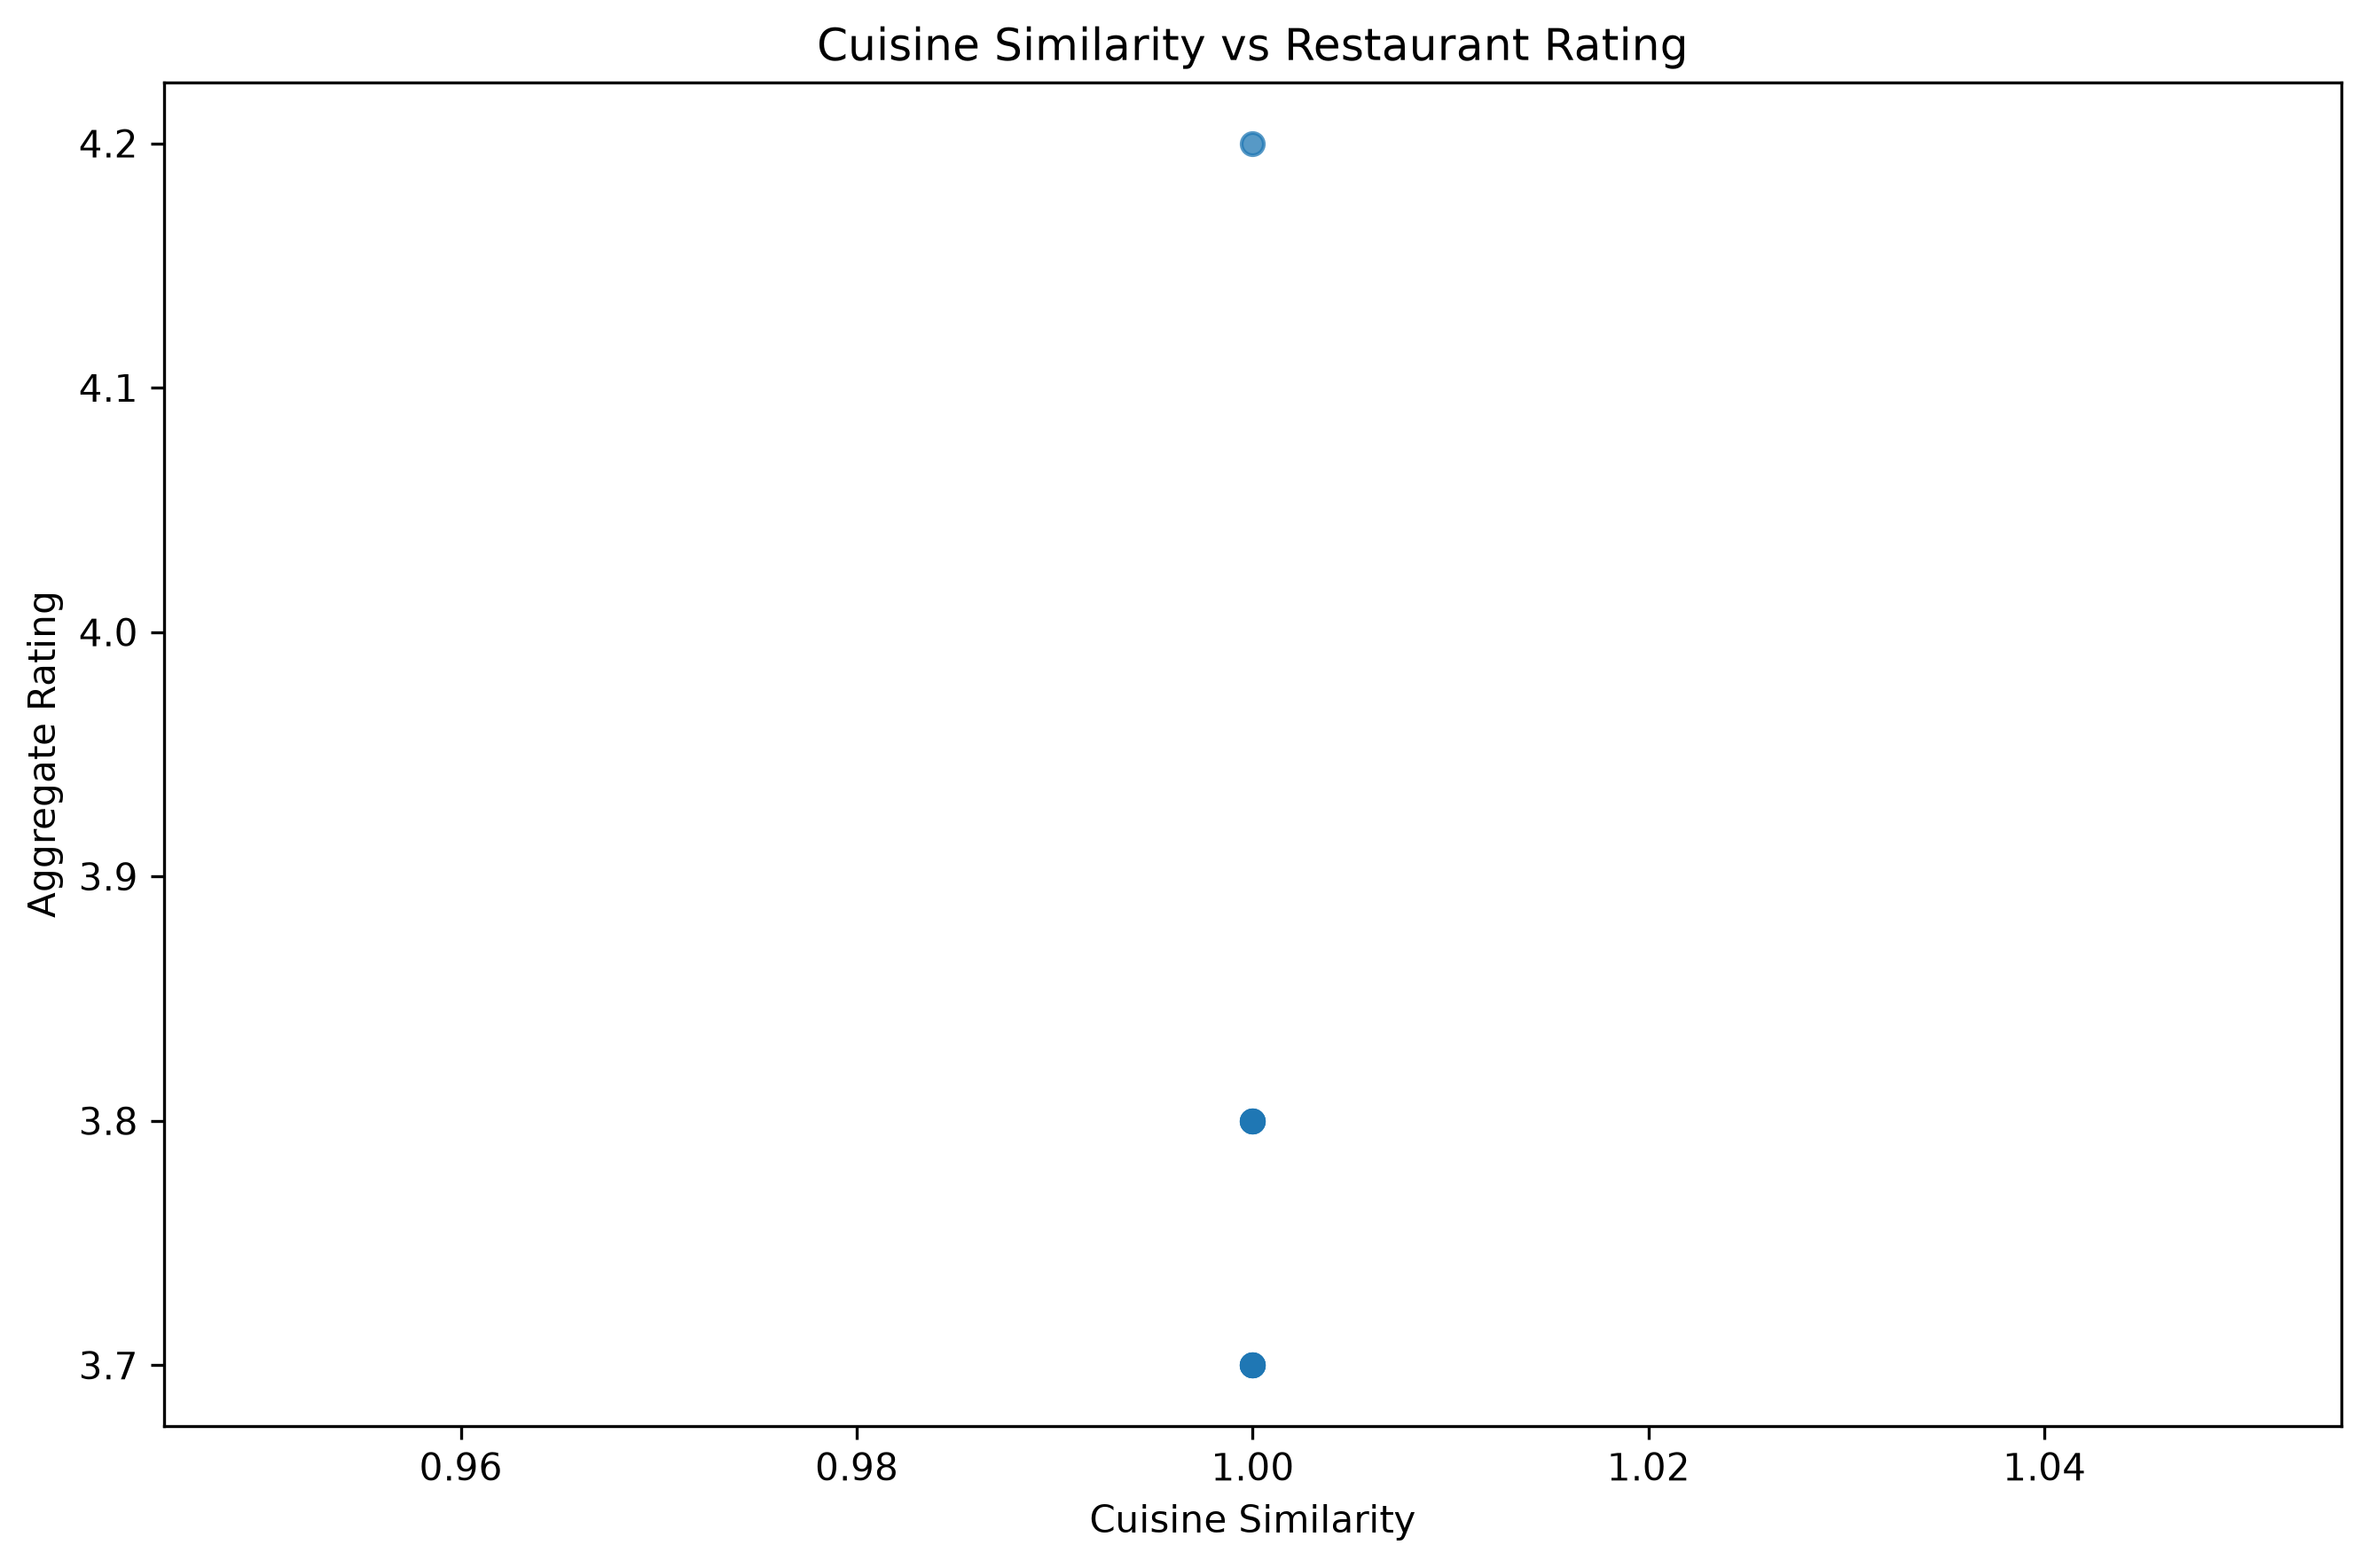 Cuisine Similarity vs Restaurant Rating
Aggregate Rating
4.2
4.1
4.0
3.9
3.8
3.7
0.96 0.98 1.00 1.02 1.04
Cuisine Similarity